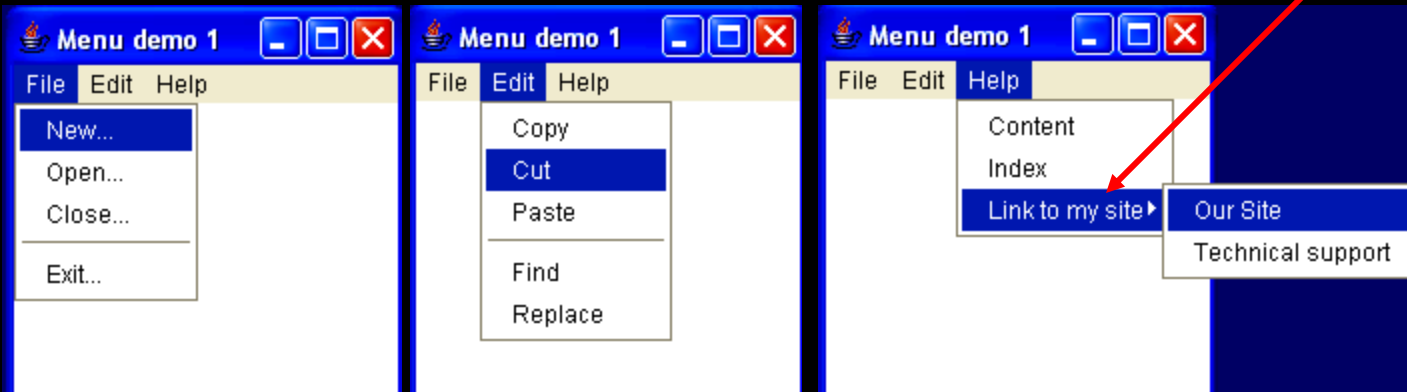 Menu demo 1
File Edit Help
New...
Open...
Close...
Exit...
Menu demo 1
File Edit Help
Copy
Cut
Paste
Find
Replace
Menu demo 1
File Edit Help
Content
Index
Link to my site
Our Site
Technical support